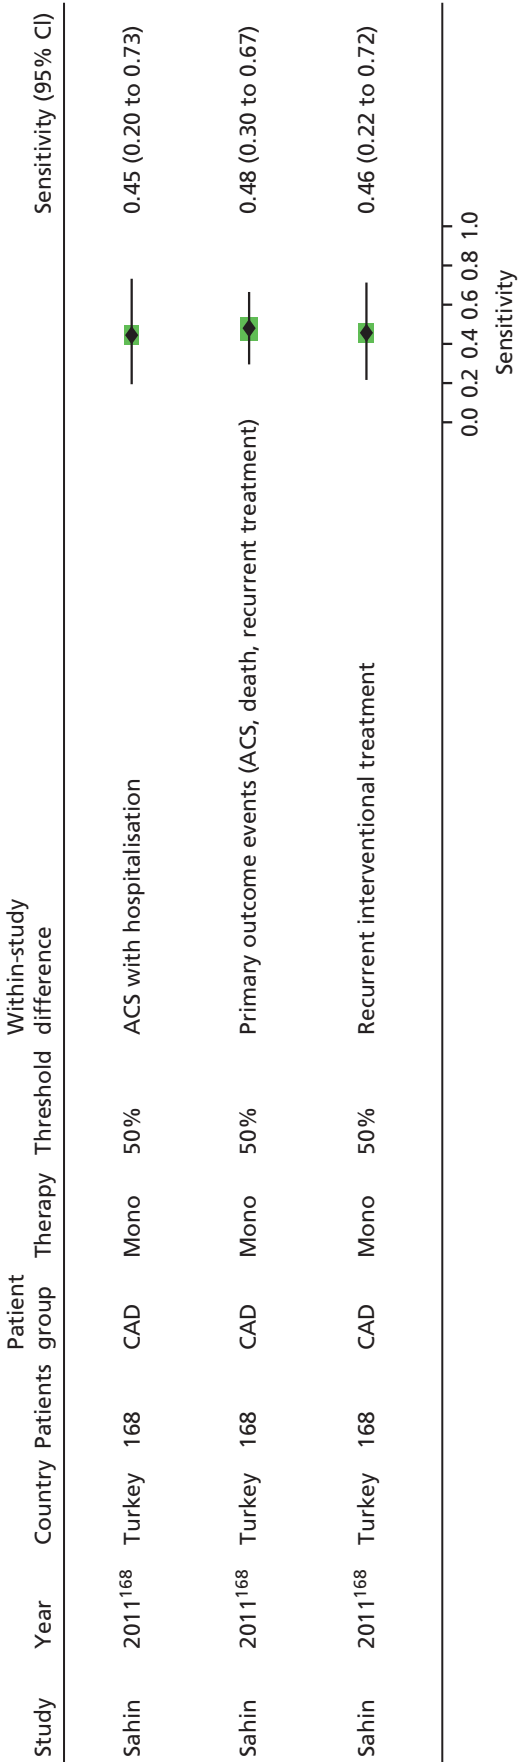 Study Year Country Patients Patient group Therapy Threshold Within-study difference Sensitivity (95% CI)
Sahin 2011¹⁶⁸ Turkey 168 CAD Mono 50% ACS with hospitalisation 0.45 (0.20 to 0.73)
Sahin 2011¹⁶⁸ Turkey 168 CAD Mono 50% Primary outcome events (ACS, death, recurrent treatment) 0.48 (0.30 to 0.67)
Sahin 2011¹⁶⁸ Turkey 168 CAD Mono 50% Recurrent interventional treatment 0.46 (0.22 to 0.72)
0.0 0.2 0.4 0.6 0.8 1.0
Sensitivity